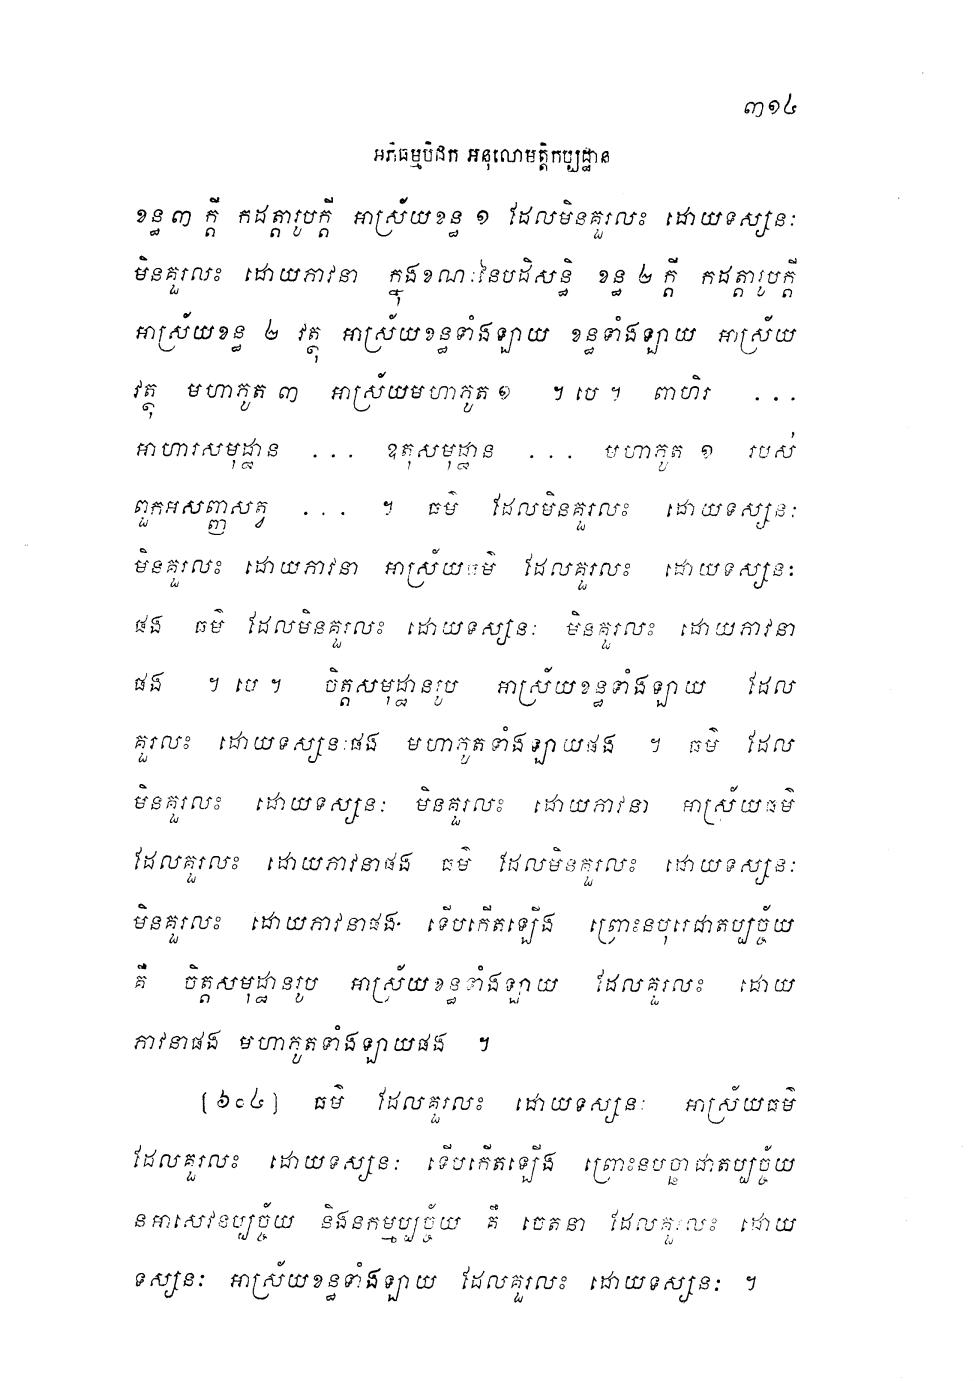 ៣១៤
អភិធម្មបិដក អនុលោមត្តិកប្បដ្ឋាន
ខន្ធ ៣ ក្តី កដត្តារូបក្តី អាស្រ័យខន្ធ ១ ដែលមិនគួរលះ ដោយទស្សនៈ
មិនគួរលះ ដោយភាវនា ក្នុងខណៈនៃបដិសន្ធិ ខន្ធ ២ ក្តី កដត្តារូបក្តី
អាស្រ័យខន្ធ ២ វត្ថុ អាស្រ័យខន្ធទាំងឡាយ ខន្ធទាំងឡាយ អាស្រ័យ
វត្ថុ មហាភូត ៣ អាស្រ័យមហាភូត ១ ។ បេ ។ ពាហិរ ...
អាហារសមុដ្ឋាន ... ឧតុសមុដ្ឋាន ... មហាភូត ១ របស់
ពួកអសញ្ញសត្វ ... ។ ធម៌ ដែលមិនគួរលះ ដោយទស្សនៈ
មិនគួរលះ ដោយភាវនា អាស្រ័យធម៌ ដែលគួរលះ ដោយទស្សនៈ
ផង ធម៌ ដែលមិនគួរលះ ដោយទស្សនៈ មិនគួរលះ ដោយភាវនា
ផង ។ បេ ។ ចិត្តសមុដ្ឋានរូប អាស្រ័យខន្ធទាំងឡាយ ដែល
គួរលះ ដោយទស្សនៈផង មហាភូតទាំងឡាយផង ។ ធម៌ ដែល
មិនគួរលះ ដោយទស្សនៈ មិនគួរលះ ដោយភាវនា អាស្រ័យធម៌
ដែលគួរលះ ដោយភាវនាផង ធម៌ ដែលមិនគួរលះ ដោយទស្សនៈ
មិនគួរលះ ដោយភាវនាផង ទើបកើតឡើង ព្រោះនបុរេជាតប្បច្ច័យ
គឺ ចិត្តសមុដ្ឋានរូប អាស្រ័យខន្ធទាំងឡាយ ដែលគួរលះ ដោយ
ភាវនាផង មហាភូតទាំងឡាយផង ។
[៦០៤] ធម៌ ដែលគួរលះ ដោយទស្សនៈ អាស្រ័យធម៌
ដែលគួរលះ ដោយទស្សនៈ ទើបកើតឡើង ព្រោះនបច្ឆាជាតប្បច្ច័យ
នអាសេវនប្បច្ច័យ និងនកម្មប្បច្ច័យ គឺ ចេតនា ដែលគួរលះ ដោយ
ទស្សនៈ អាស្រ័យខន្ធទាំងឡាយ ដែលគួរលះ ដោយទស្សនៈ ។